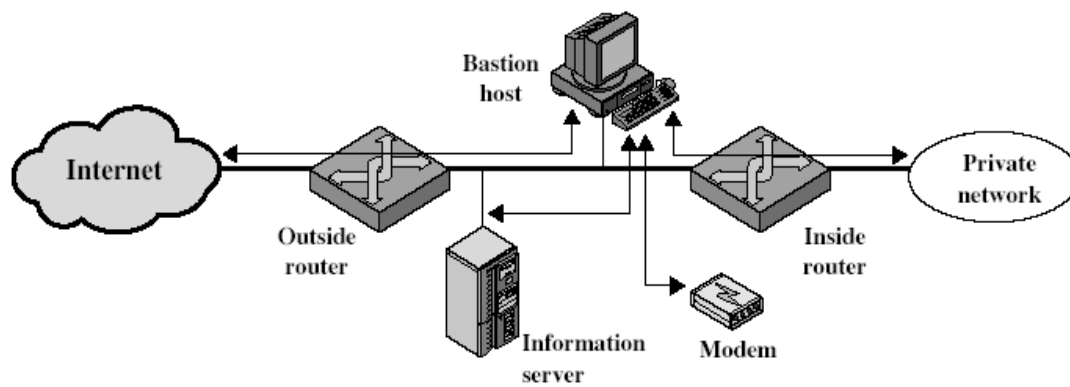 Bastion
host
Internet
Private
network
Outside
router
Inside
router
Information
server
Modem